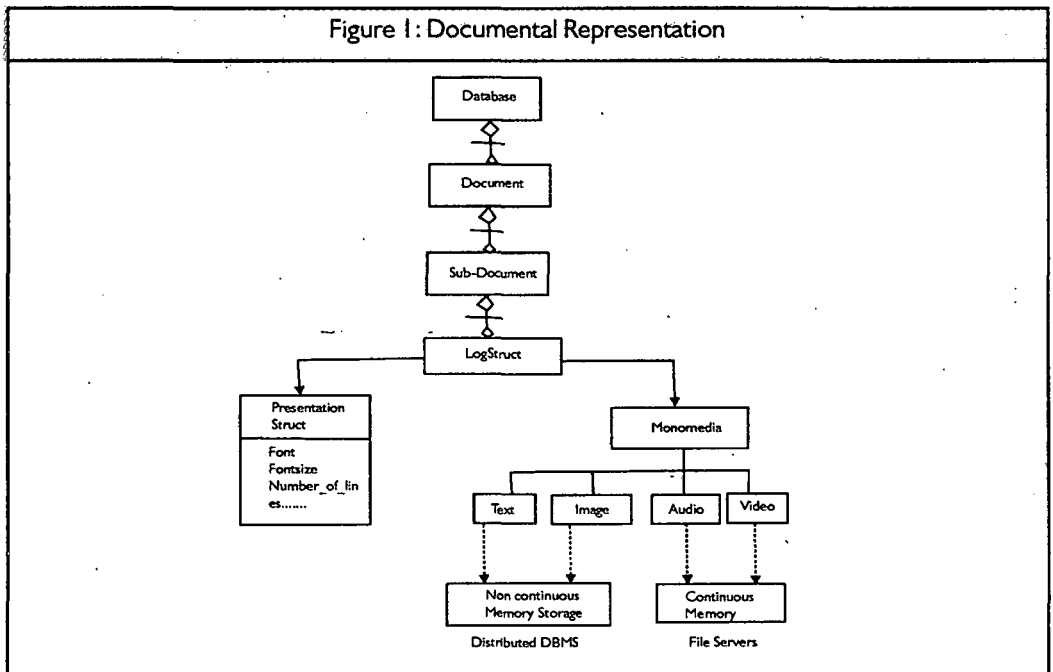 Figure 1: Documental Representation
Database
Document
Sub-Document
LogStruct
Presentation
Struct
Font
Fontsize
Number_of_lin
es.......
Monomedia
Text
Image
Audio
Video
Non continuous
Memory Storage
Continuous
Memory
Distributed DBMS
File Servers